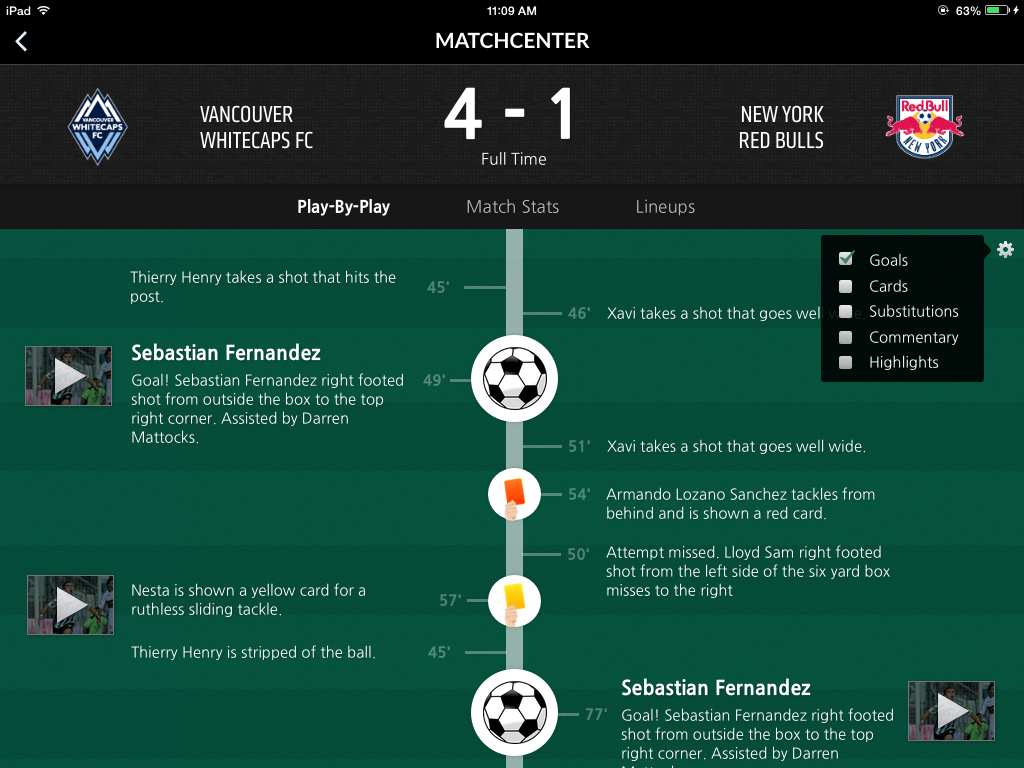 iPad
11:09 AM
63%
MATCHCENTER
VANCOUVER
WHITECAPS FC
VANCOUVER
WHITECAPS FC
4 - 1
Full Time
NEW YORK
RED BULLS
Red Bull
NEW YORK
Play-By-Play
Match Stats
Lineups
Goals
Cards
Substitutions
Commentary
Highlights
Thierry Henry takes a shot that hits the
post.
45'
46'
Xavi takes a shot that goes well wide.
Sebastian Fernandez
Goal! Sebastian Fernandez right footed
shot from outside the box to the top
right corner. Assisted by Darren
Mattocks.
49'
51'
Xavi takes a shot that goes well wide.
54'
Armando Lozano Sanchez tackles from
behind and is shown a red card.
50'
Attempt missed. Lloyd Sam right footed
shot from the left side of the six yard box
misses to the right
Nesta is shown a yellow card for a
ruthless sliding tackle.
57'
Thierry Henry is stripped of the ball.
45'
77'
Sebastian Fernandez
Goal! Sebastian Fernandez right footed
shot from outside the box to the top
right corner. Assisted by Darren